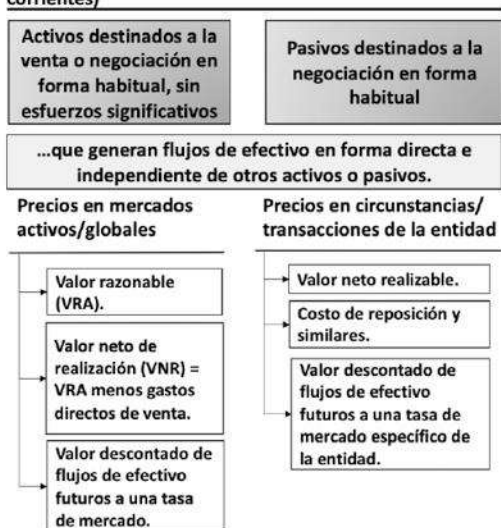 corrientes)
Activos destinados a la
venta o negociación en
forma habitual, sin
esfuerzos significativos
Pasivos destinados a la
negociación en forma
habitual
...que generan flujos de efectivo en forma directa e
independiente de otros activos o pasivos.
Precios en mercados
activos/globales
Valor razonable
(VRA).
Valor neto de
realización (VNR) =
VRA menos gastos
directos de venta.
Valor descontado de
flujos de efectivo
futuros a una tasa
de mercado.
Precios en circunstancias/
transacciones de la entidad
Valor neto realizable.
Costo de reposición y
similares.
Valor descontado de
flujos de efectivo
futuros a una tasa de
mercado específico de
la entidad.